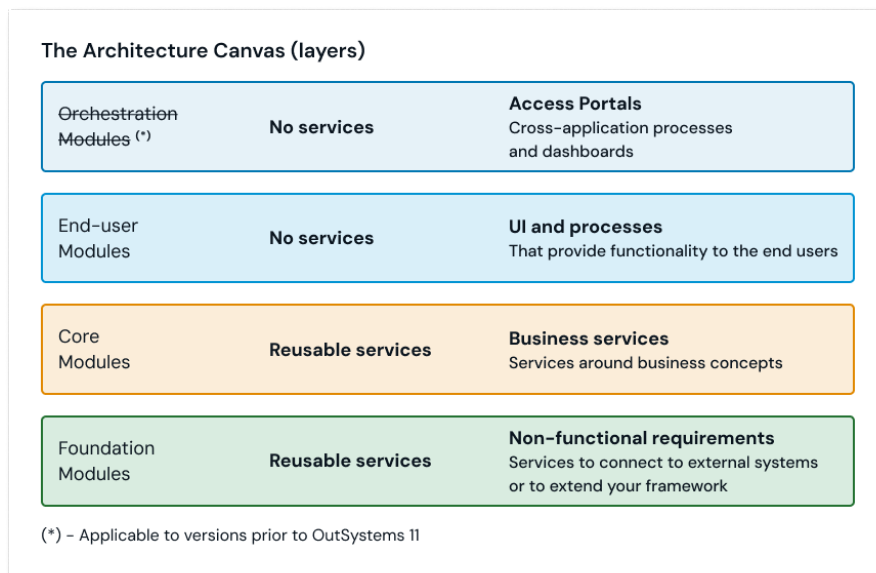 The Architecture Canvas (layers)
Orchestration
Modules (*)
No services
Access Portals
Cross-application processes
and dashboards
End-user
Modules
No services
UI and processes
That provide functionality to the end users
Core
Modules
Reusable services
Business services
Services around business concepts
Foundation
Modules
Reusable services
Non-functional requirements
Services to connect to external systems
or to extend your framework
(*) – Applicable to versions prior to OutSystems 11